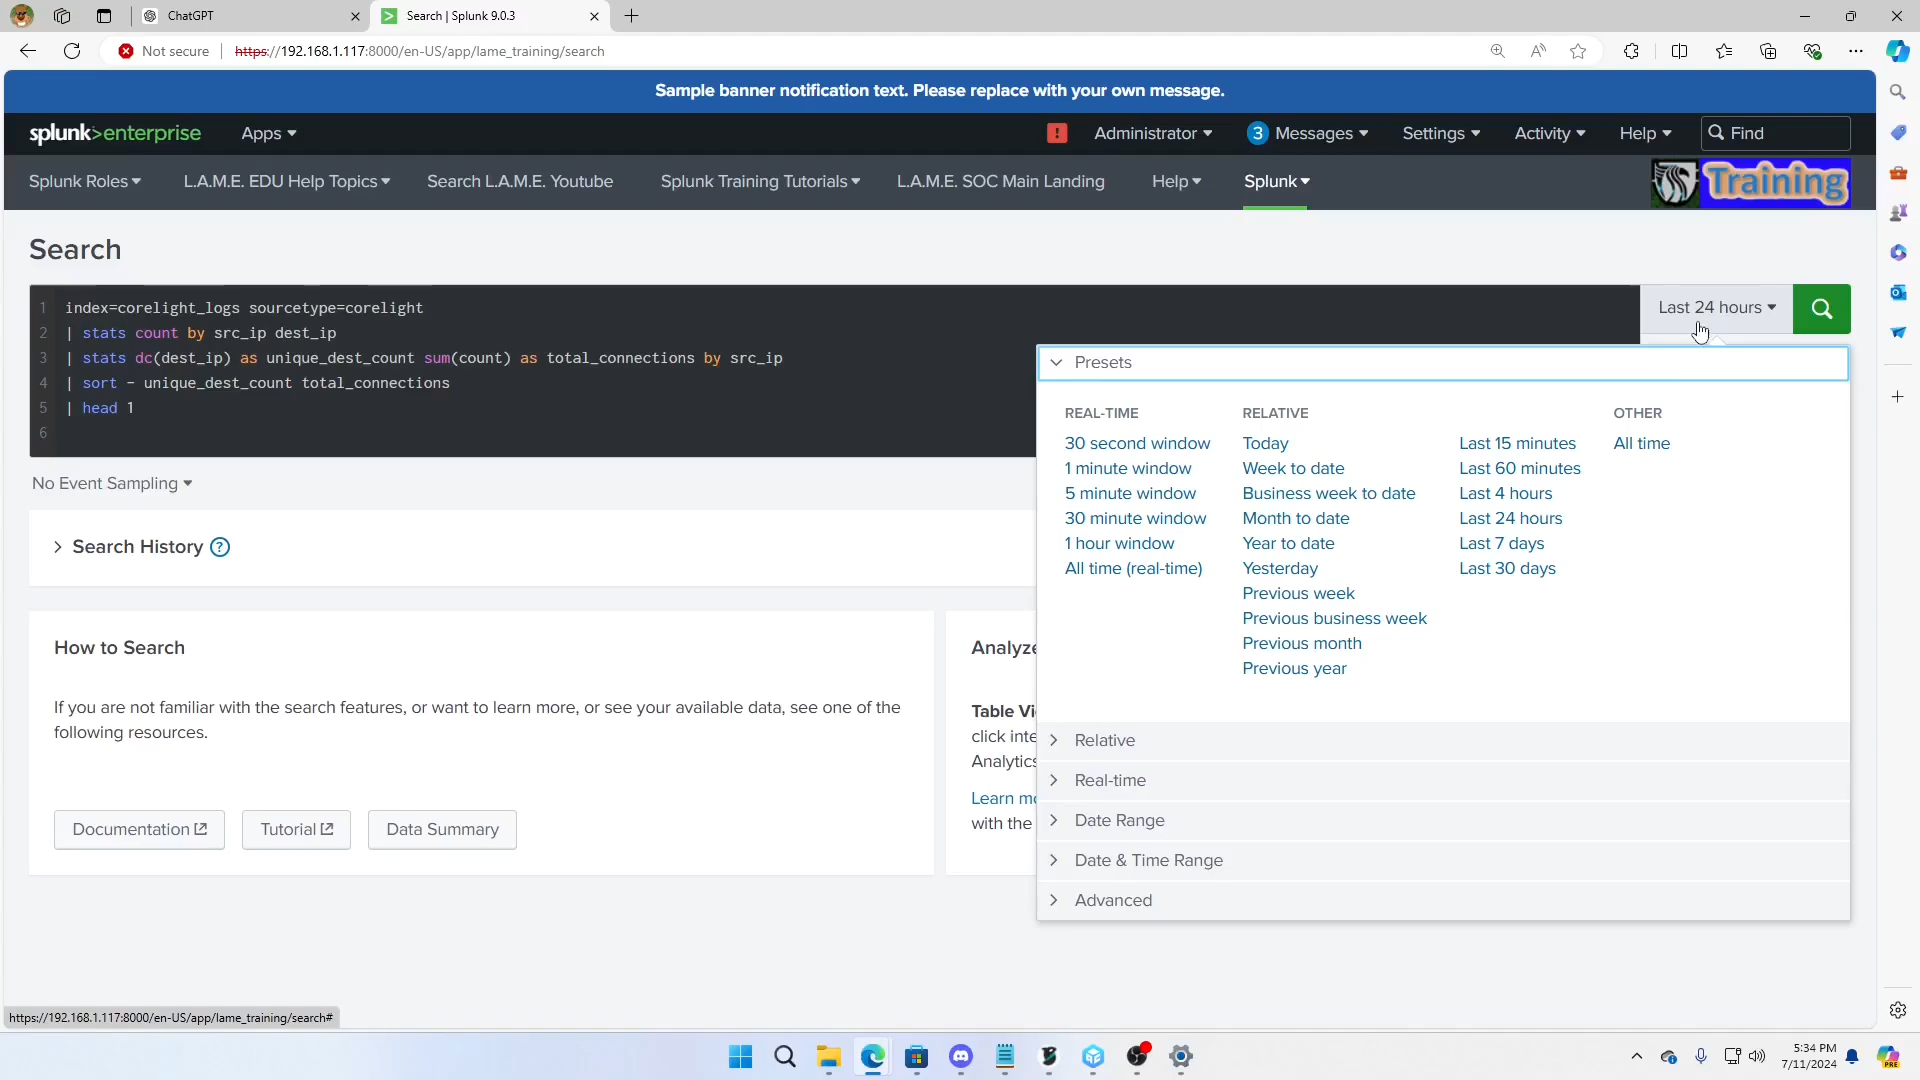 ChatGPT
Search | Splunk 9.0.3
Not secure
https://192.168.1.117:8000/en-US/app/lame_training/search
Sample banner notification text. Please replace with your own message.
splunk>enterprise
Apps
!
Administrator
3 Messages
Settings
Activity
Help
Find
Splunk Roles
L.A.M.E. EDU Help Topics
Search L.A.M.E. Youtube
Splunk Training Tutorials
L.A.M.E. SOC Main Landing
Help
Splunk
Training
Search
1 index=corelight_logs sourcetype=corelight
2 | stats count by src_ip dest_ip
3 | stats dc(dest_ip) as unique_dest_count sum(count) as total_connections by src_ip
4 | sort - unique_dest_count total_connections
5 | head 1
6
Last 24 hours
No Event Sampling
Search History ?
How to Search
If you are not familiar with the search features, or want to learn more, or see your available data, see one of the
following resources.
Documentation
Tutorial
Data Summary
Analyze
Table Vi
click inte
Analytics
Learn mo
with the
Presets
REAL-TIME
30 second window
1 minute window
5 minute window
30 minute window
1 hour window
All time (real-time)
RELATIVE
Today
Week to date
Business week to date
Month to date
Year to date
Yesterday
Previous week
Previous business week
Previous month
Previous year
Last 15 minutes
Last 60 minutes
Last 4 hours
Last 24 hours
Last 7 days
Last 30 days
OTHER
All time
Relative
Real-time
Date Range
Date & Time Range
Advanced
https://192.168.1.117:8000/en-US/app/lame_training/search#
5:34 PM
7/11/2024
PRE